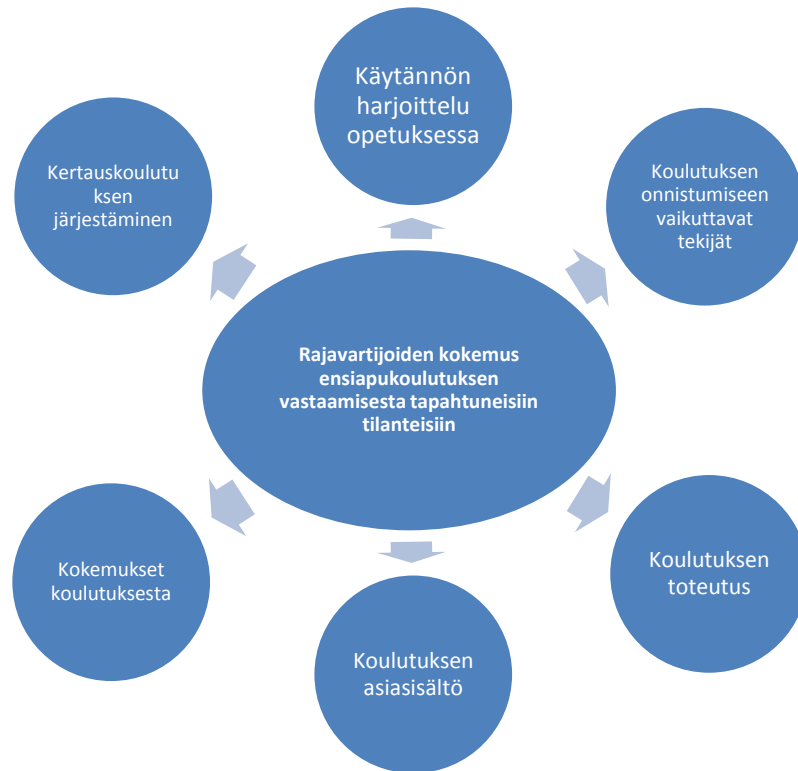 Käytännön
harjoittelu
opetuksessa
Kertauskoulutu
ksen
järjestäminen
Koulutuksen
onnistumiseen
vaikuttavat
tekijät
Rajavartijoiden kokemus
ensiapukoulutuksen
vastaamisesta tapahtuneisiin
tilanteisiin
Kokemukset
koulutuksesta
Koulutuksen
toteutus
Koulutuksen
asiasisältö